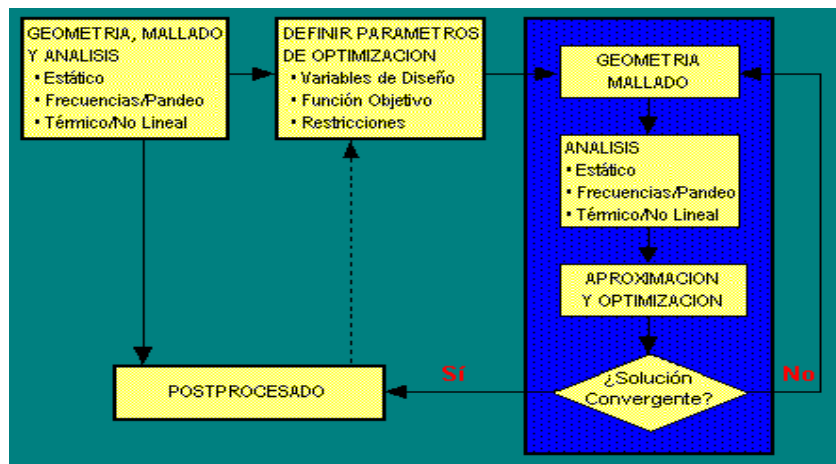 GEOMETRIA, MALLADO
Y ANALISIS
• Estático
• Frecuencias/Pandeo
• Térmico/No Lineal
DEFINIR PARAMETROS
DE OPTIMIZACION
• Variables de Diseño
• Función Objetivo
• Restricciones
GEOMETRIA
MALLADO
ANALISIS
• Estático
• Frecuencias/Pandeo
• Térmico/No Lineal
APROXIMACION
Y OPTIMIZACION
¿Solución
Convergente?
Sí
No
POSTPROCESADO